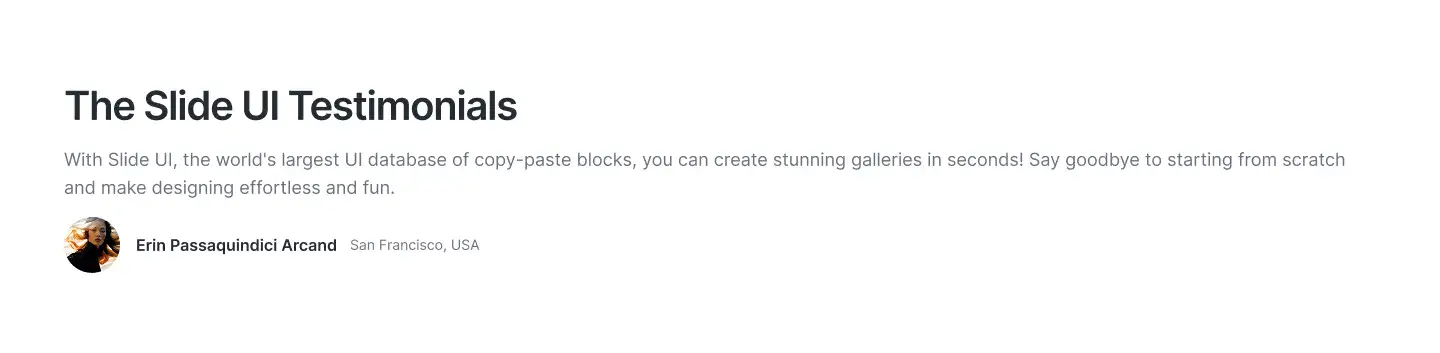 The Slide UI Testimonials
With Slide UI, the world's largest UI database of copy-paste blocks, you can create stunning galleries in seconds! Say goodbye to starting from scratch
and make designing effortless and fun.
Erin Passaquindici Arcand San Francisco, USA